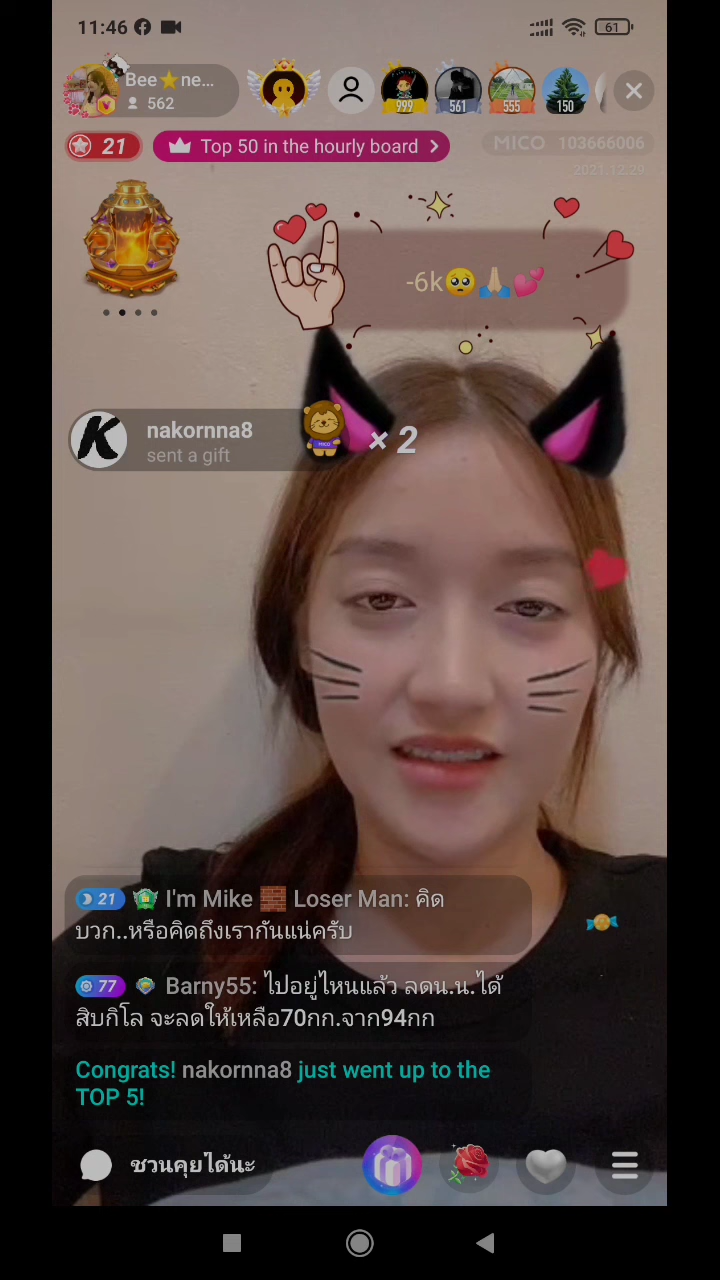 11:46
61
Bee⭐ne...
562
999
561
555
150
21
Top 50 in the hourly board
MICO 103666006
2021.12.29
-6k🥺🙏🏼💕
nakornna8
sent a gift
MICO
× 2
21 I'm Mike 🧱 Loser Man: คิด
บวก..หรือคิดถึงเรากันแน่ครับ
77 Barny55: ไปอยู่ไหนแล้ว ลดน.น.ได้
สิบกิโล จะลดให้เหลือ70กก.จาก94กก
Congrats! nakornna8 just went up to the
TOP 5!
ชวนคุยได้นะ